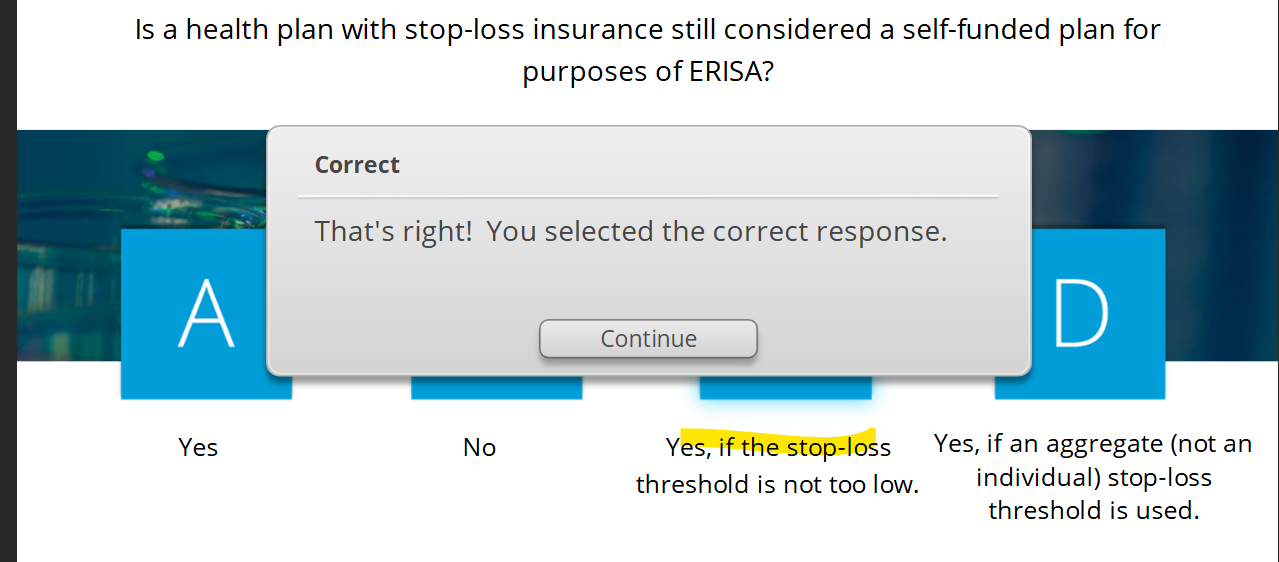 Is a health plan with stop-loss insurance still considered a self-funded plan for
purposes of ERISA?
Correct
That's right!  You selected the correct response.
Continue
A
D
Yes
No
Yes, if the stop-loss
threshold is not too low.
Yes, if an aggregate (not an
individual) stop-loss
threshold is used.